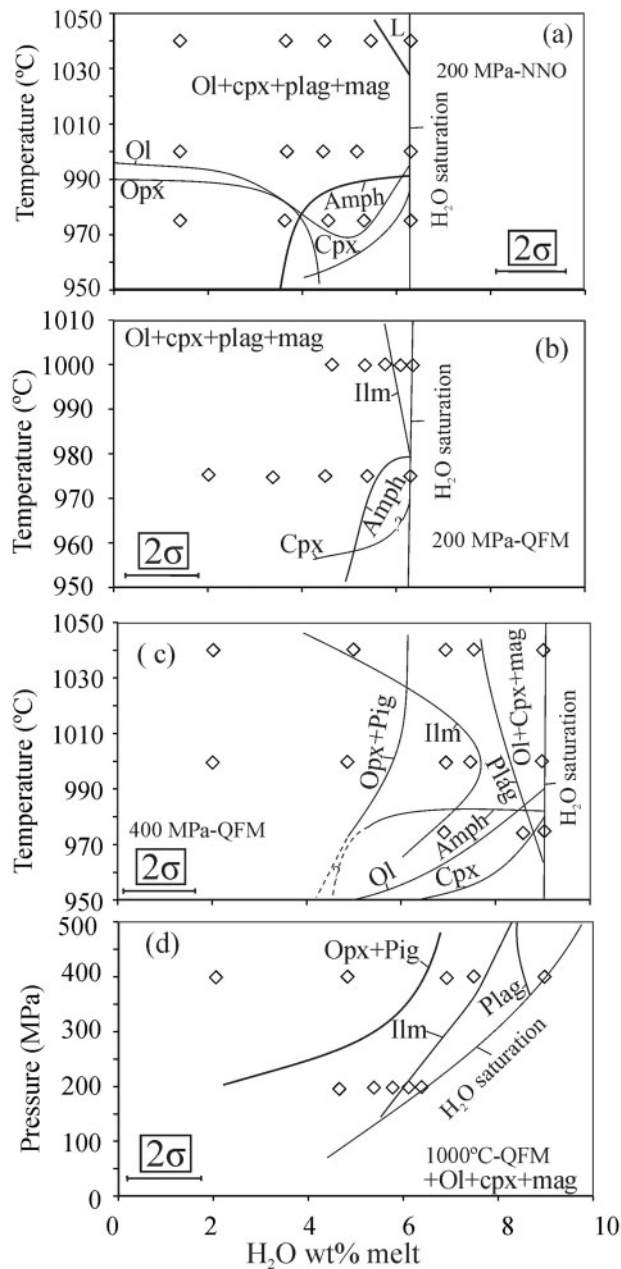 1050
1030
1010
990
970
950
Temperature (ºC)
L
(a)
200 MPa-NNO
Ol+cpx+plag+mag
Ol
Opx
Amph
Cpx
H₂O saturation
2σ
1010
1000
990
980
970
960
950
Temperature (ºC)
Ol+cpx+plag+mag
(b)
Ilm
H₂O saturation
Amph
?
Cpx
2σ
200 MPa-QFM
1050
1030
1010
990
970
950
Temperature (ºC)
( c)
Opx+Pig
Ilm
Plag
Ol+Cpx+mag
H₂O saturation
400 MPa-QFM
Amph
2σ
Ol
Cpx
500
400
300
200
100
0
Pressure (MPa)
(d)
Opx+Pig
Ilm
Plag
H₂O saturation
2σ
1000ºC-QFM
+Ol+cpx+mag
0 2 4 6 8 10
H₂O wt% melt